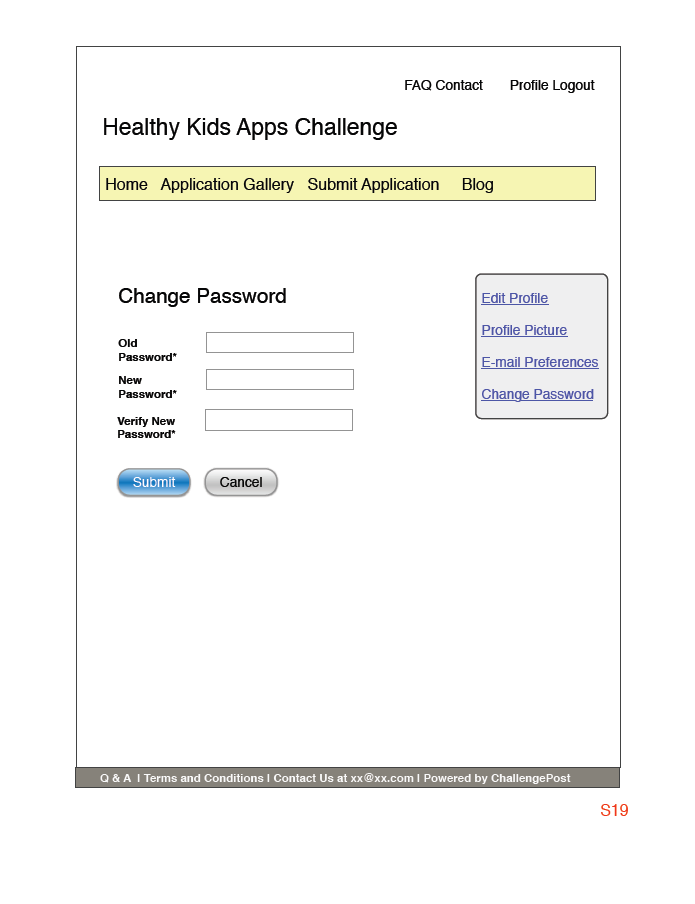 FAQ Contact Profile Logout
Healthy Kids Apps Challenge
Home Application Gallery Submit Application Blog
Change Password
Old
Password*
New
Password*
Verify New
Password*
Submit Cancel
Edit Profile
Profile Picture
E-mail Preferences
Change Password
Q & A | Terms and Conditions | Contact Us at xx@xx.com | Powered by ChallengePost
S19